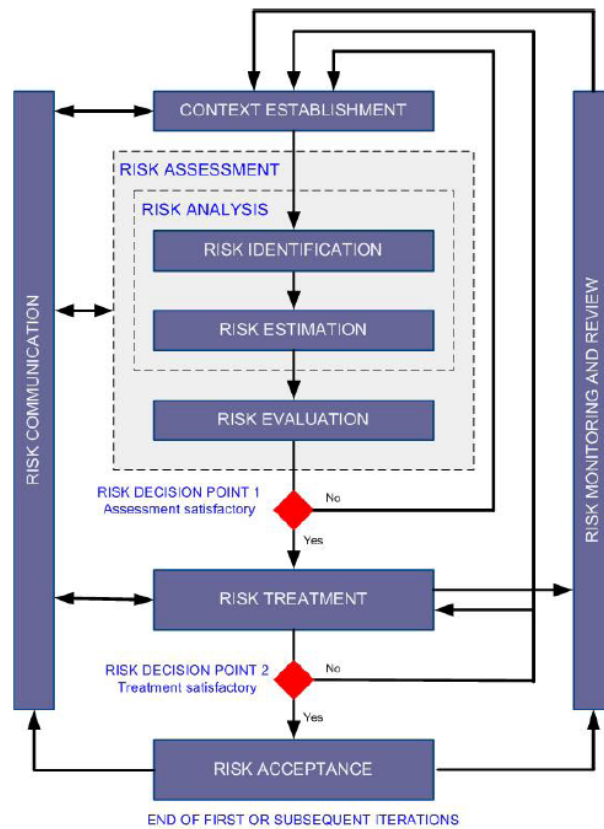 CONTEXT ESTABLISHMENT
RISK ASSESSMENT
RISK ANALYSIS
RISK IDENTIFICATION
RISK ESTIMATION
RISK EVALUATION
RISK COMMUNICATION
RISK MONITORING AND REVIEW
RISK DECISION POINT 1
Assessment satisfactory
No
Yes
RISK TREATMENT
RISK DECISION POINT 2
Treatment satisfactory
No
Yes
RISK ACCEPTANCE
END OF FIRST OR SUBSEQUENT ITERATIONS